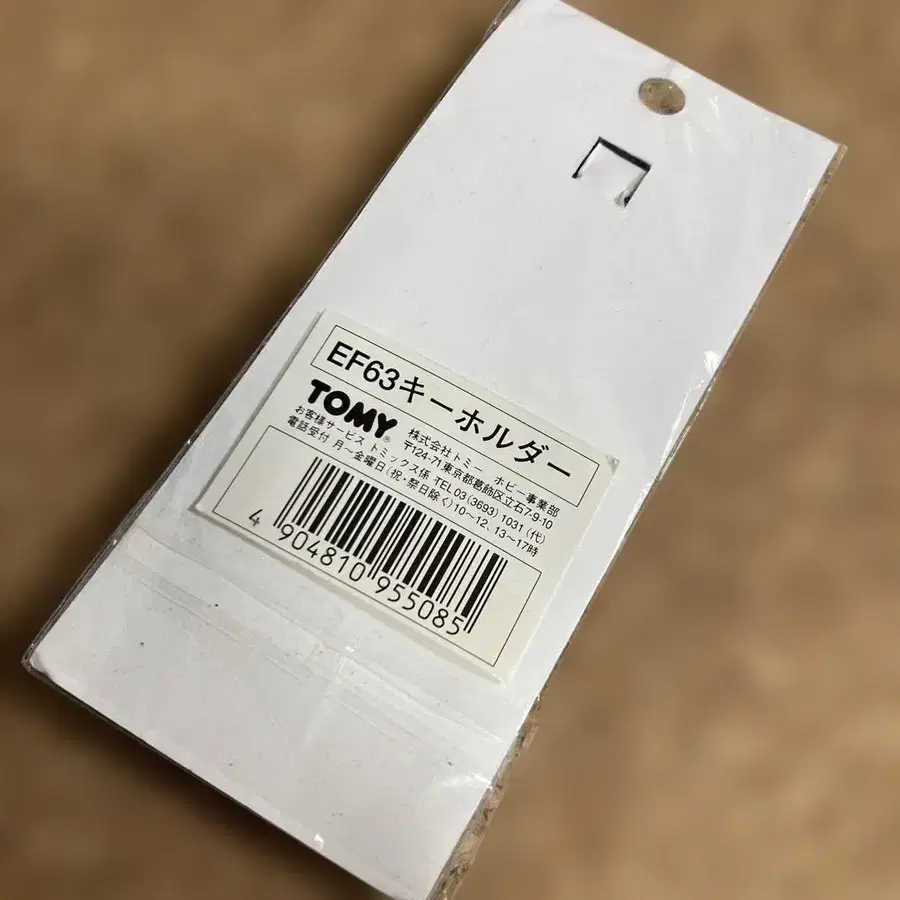 EF63キーホルダー
TOMY®
株式会社トミー ホビー事業部
〒124-71東京都葛飾区立石7-9-10
お客様サービス トミックス係 TEL 03(3693)1031(代)
電話受付 月〜金曜日(祝・祭日除く)10〜12、13〜17時
4 904810 955085